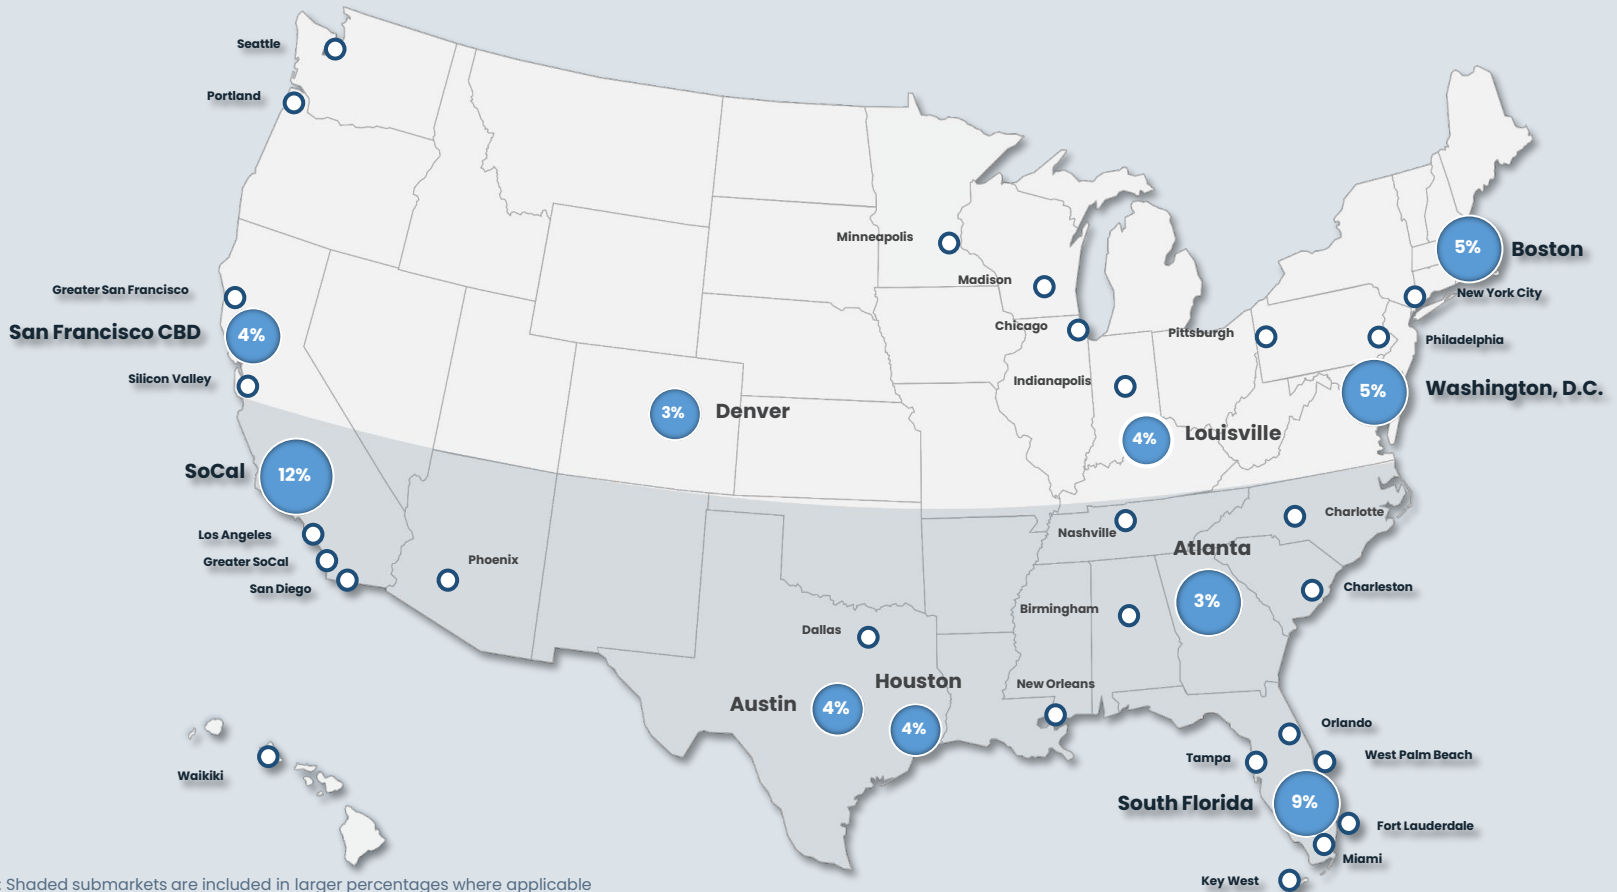 Seattle
Portland
Minneapolis
5%
Boston
Madison
Greater San Francisco
New York City
San Francisco CBD
4%
Chicago
Pittsburgh
Philadelphia
Silicon Valley
Indianapolis
5%
Washington, D.C.
3%
Denver
4%
Louisville
SoCal
12%
Los Angeles
Greater SoCal
San Diego
Phoenix
Nashville
Charlotte
Atlanta
3%
Charleston
Birmingham
Dallas
Houston
New Orleans
Austin
4%
4%
Orlando
Tampa
West Palm Beach
Waikiki
South Florida
9%
Fort Lauderdale
Miami
Key West
: Shaded submarkets are included in larger percentages where applicable